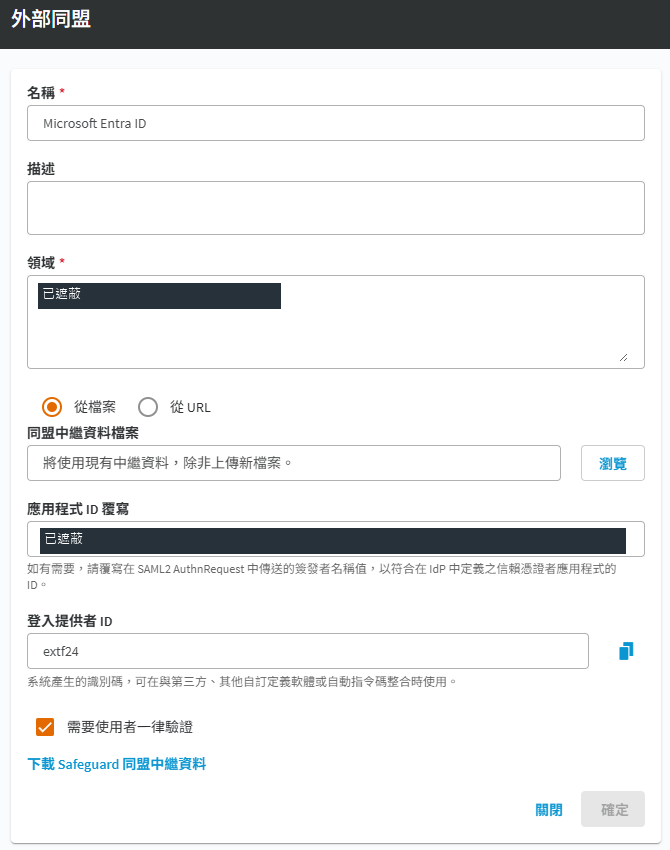 外部同盟
名稱 *
Microsoft Entra ID
描述
領域 *
已遮蔽
從檔案 從 URL
同盟中繼資料檔案
將使用現有中繼資料，除非上傳新檔案。
瀏覽
應用程式 ID 覆寫
已遮蔽
如有需要，請覆寫在 SAML2 AuthnRequest 中傳送的簽發者名稱值，以符合在 IdP 中定義之信賴憑證者應用程式的
ID。
登入提供者 ID
extf24
系統產生的識別碼，可在與第三方、其他自訂定義軟體或自動指令碼整合時使用。
需要使用者一律驗證
下載 Safeguard 同盟中繼資料
關閉 確定